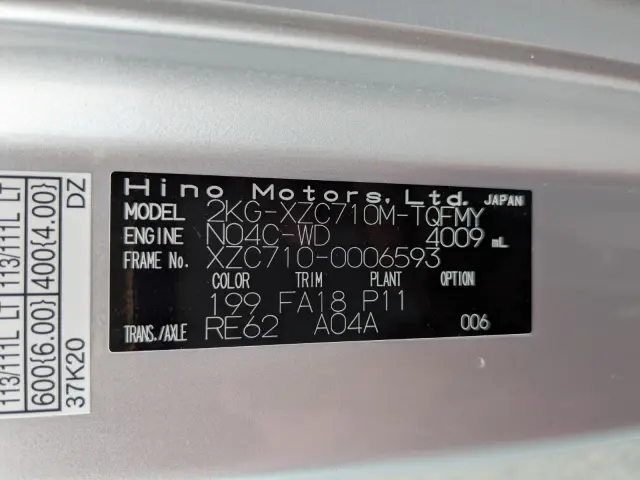 Hino Motors, Ltd. JAPAN
MODEL 2KG-XZC710M-TQFMY
ENGINE N04C-WD 4009 mL
FRAME No. XZC710-0006593
COLOR TRIM PLANT OPTION
199 FA18 P11
TRANS./AXLE RE62 A04A 006
113/111L LT 113/111L LT
600{6.00} 400{4.00}
37K20 DZ